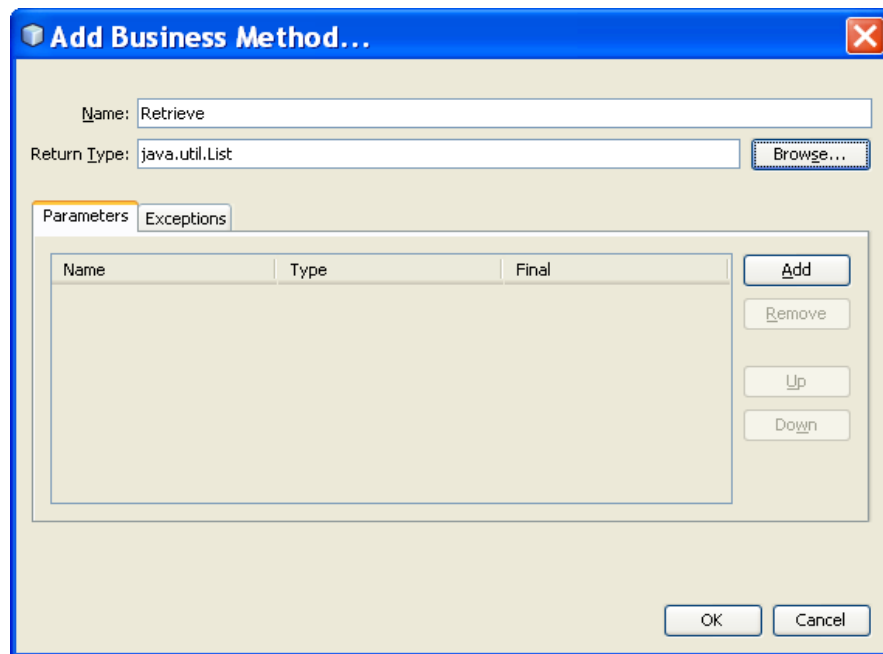 Add Business Method...
Name: Retrieve
Return Type: java.util.List Browse...
Parameters Exceptions
Name Type Final Add
Remove
Up
Down
OK Cancel